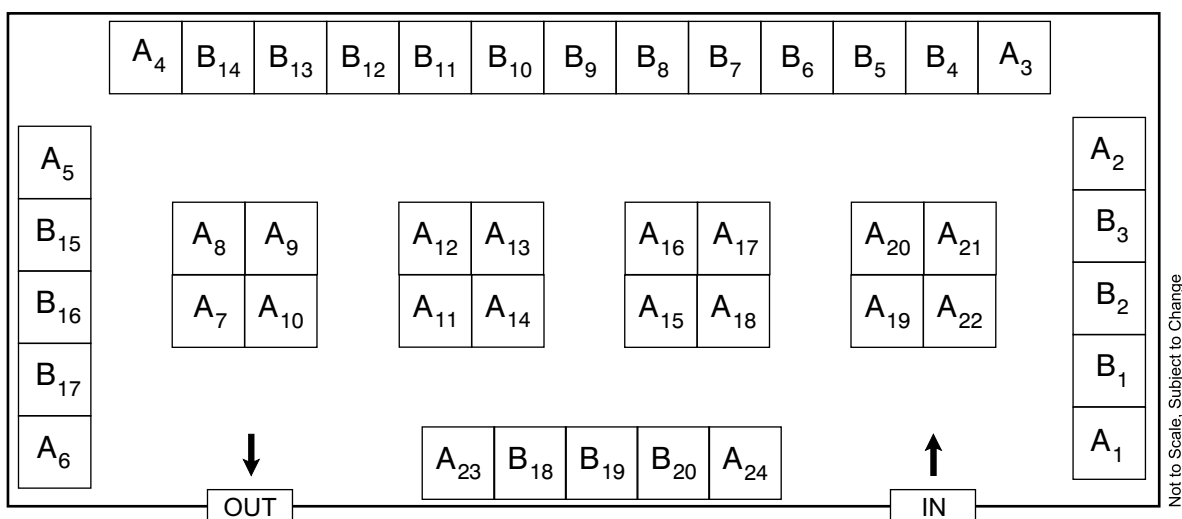 A4 B14 B13 B12 B11 B10 B9 B8 B7 B6 B5 B4 A3
A5
B15
B16
B17
A6
A8 A9
A7 A10
A12 A13
A11 A14
A16 A17
A15 A18
A20 A21
A19 A22
A2
B3
B2
B1
A1
A23 B18 B19 B20 A24
OUT
IN
Not to Scale, Subject to Change